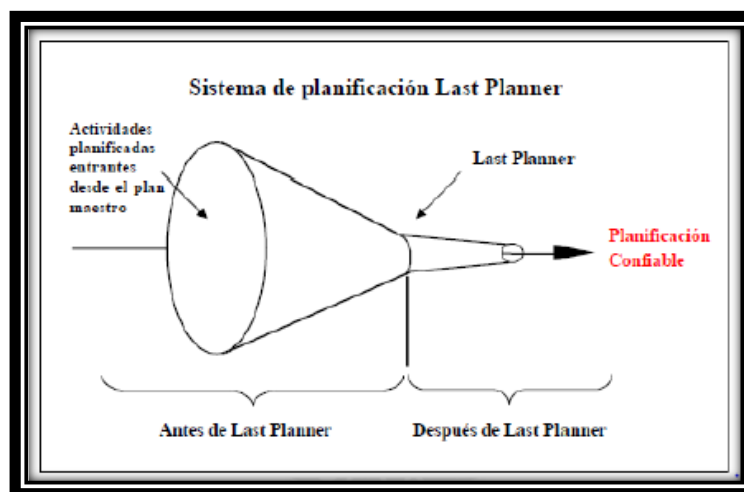 Sistema de planificación Last Planner
Actividades
planificadas
entrantes
desde el plan
maestro
Last Planner
Planificación
Confiable
Antes de Last Planner
Después de Last Planner